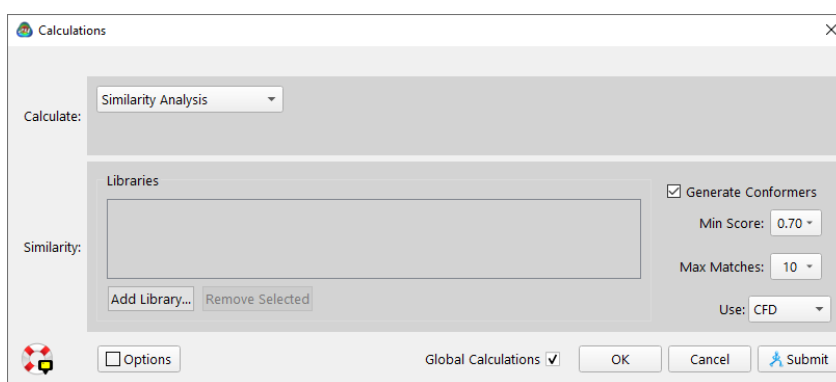 Calculations
Calculate:
Similarity Analysis
Similarity:
Libraries
Add Library...
Remove Selected
Generate Conformers
Min Score: 0.70
Max Matches: 10
Use: CFD
Options
Global Calculations
OK
Cancel
Submit